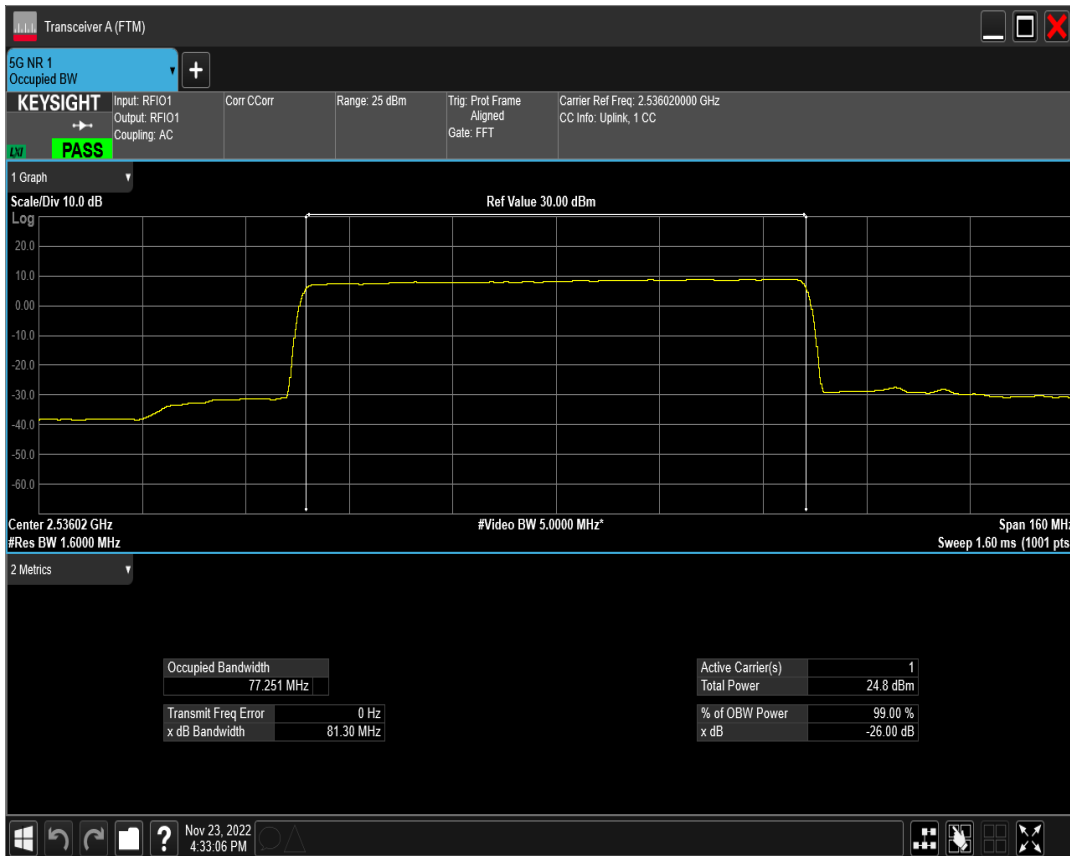 Transceiver A (FTM)
5G NR 1
Occupied BW
KEYSIGHT
LXI
PASS
Input: RFIO1
Output: RFIO1
Coupling: AC
Corr CCorr
Range: 25 dBm
Trig: Prot Frame
Aligned
Gate: FFT
Carrier Ref Freq: 2.536020000 GHz
CC Info: Uplink, 1 CC
1 Graph
Scale/Div 10.0 dB
Ref Value 30.00 dBm
Log
20.0
10.0
0.00
-10.0
-20.0
-30.0
-40.0
-50.0
-60.0
Center 2.53602 GHz
#Video BW 5.0000 MHz*
Span 160 MHz
#Res BW 1.6000 MHz
Sweep 1.60 ms (1001 pts
2 Metrics
Occupied Bandwidth
77.251 MHz
Transmit Freq Error 0 Hz
x dB Bandwidth 81.30 MHz
Active Carrier(s) 1
Total Power 24.8 dBm
% of OBW Power 99.00 %
x dB -26.00 dB
Nov 23, 2022
4:33:06 PM